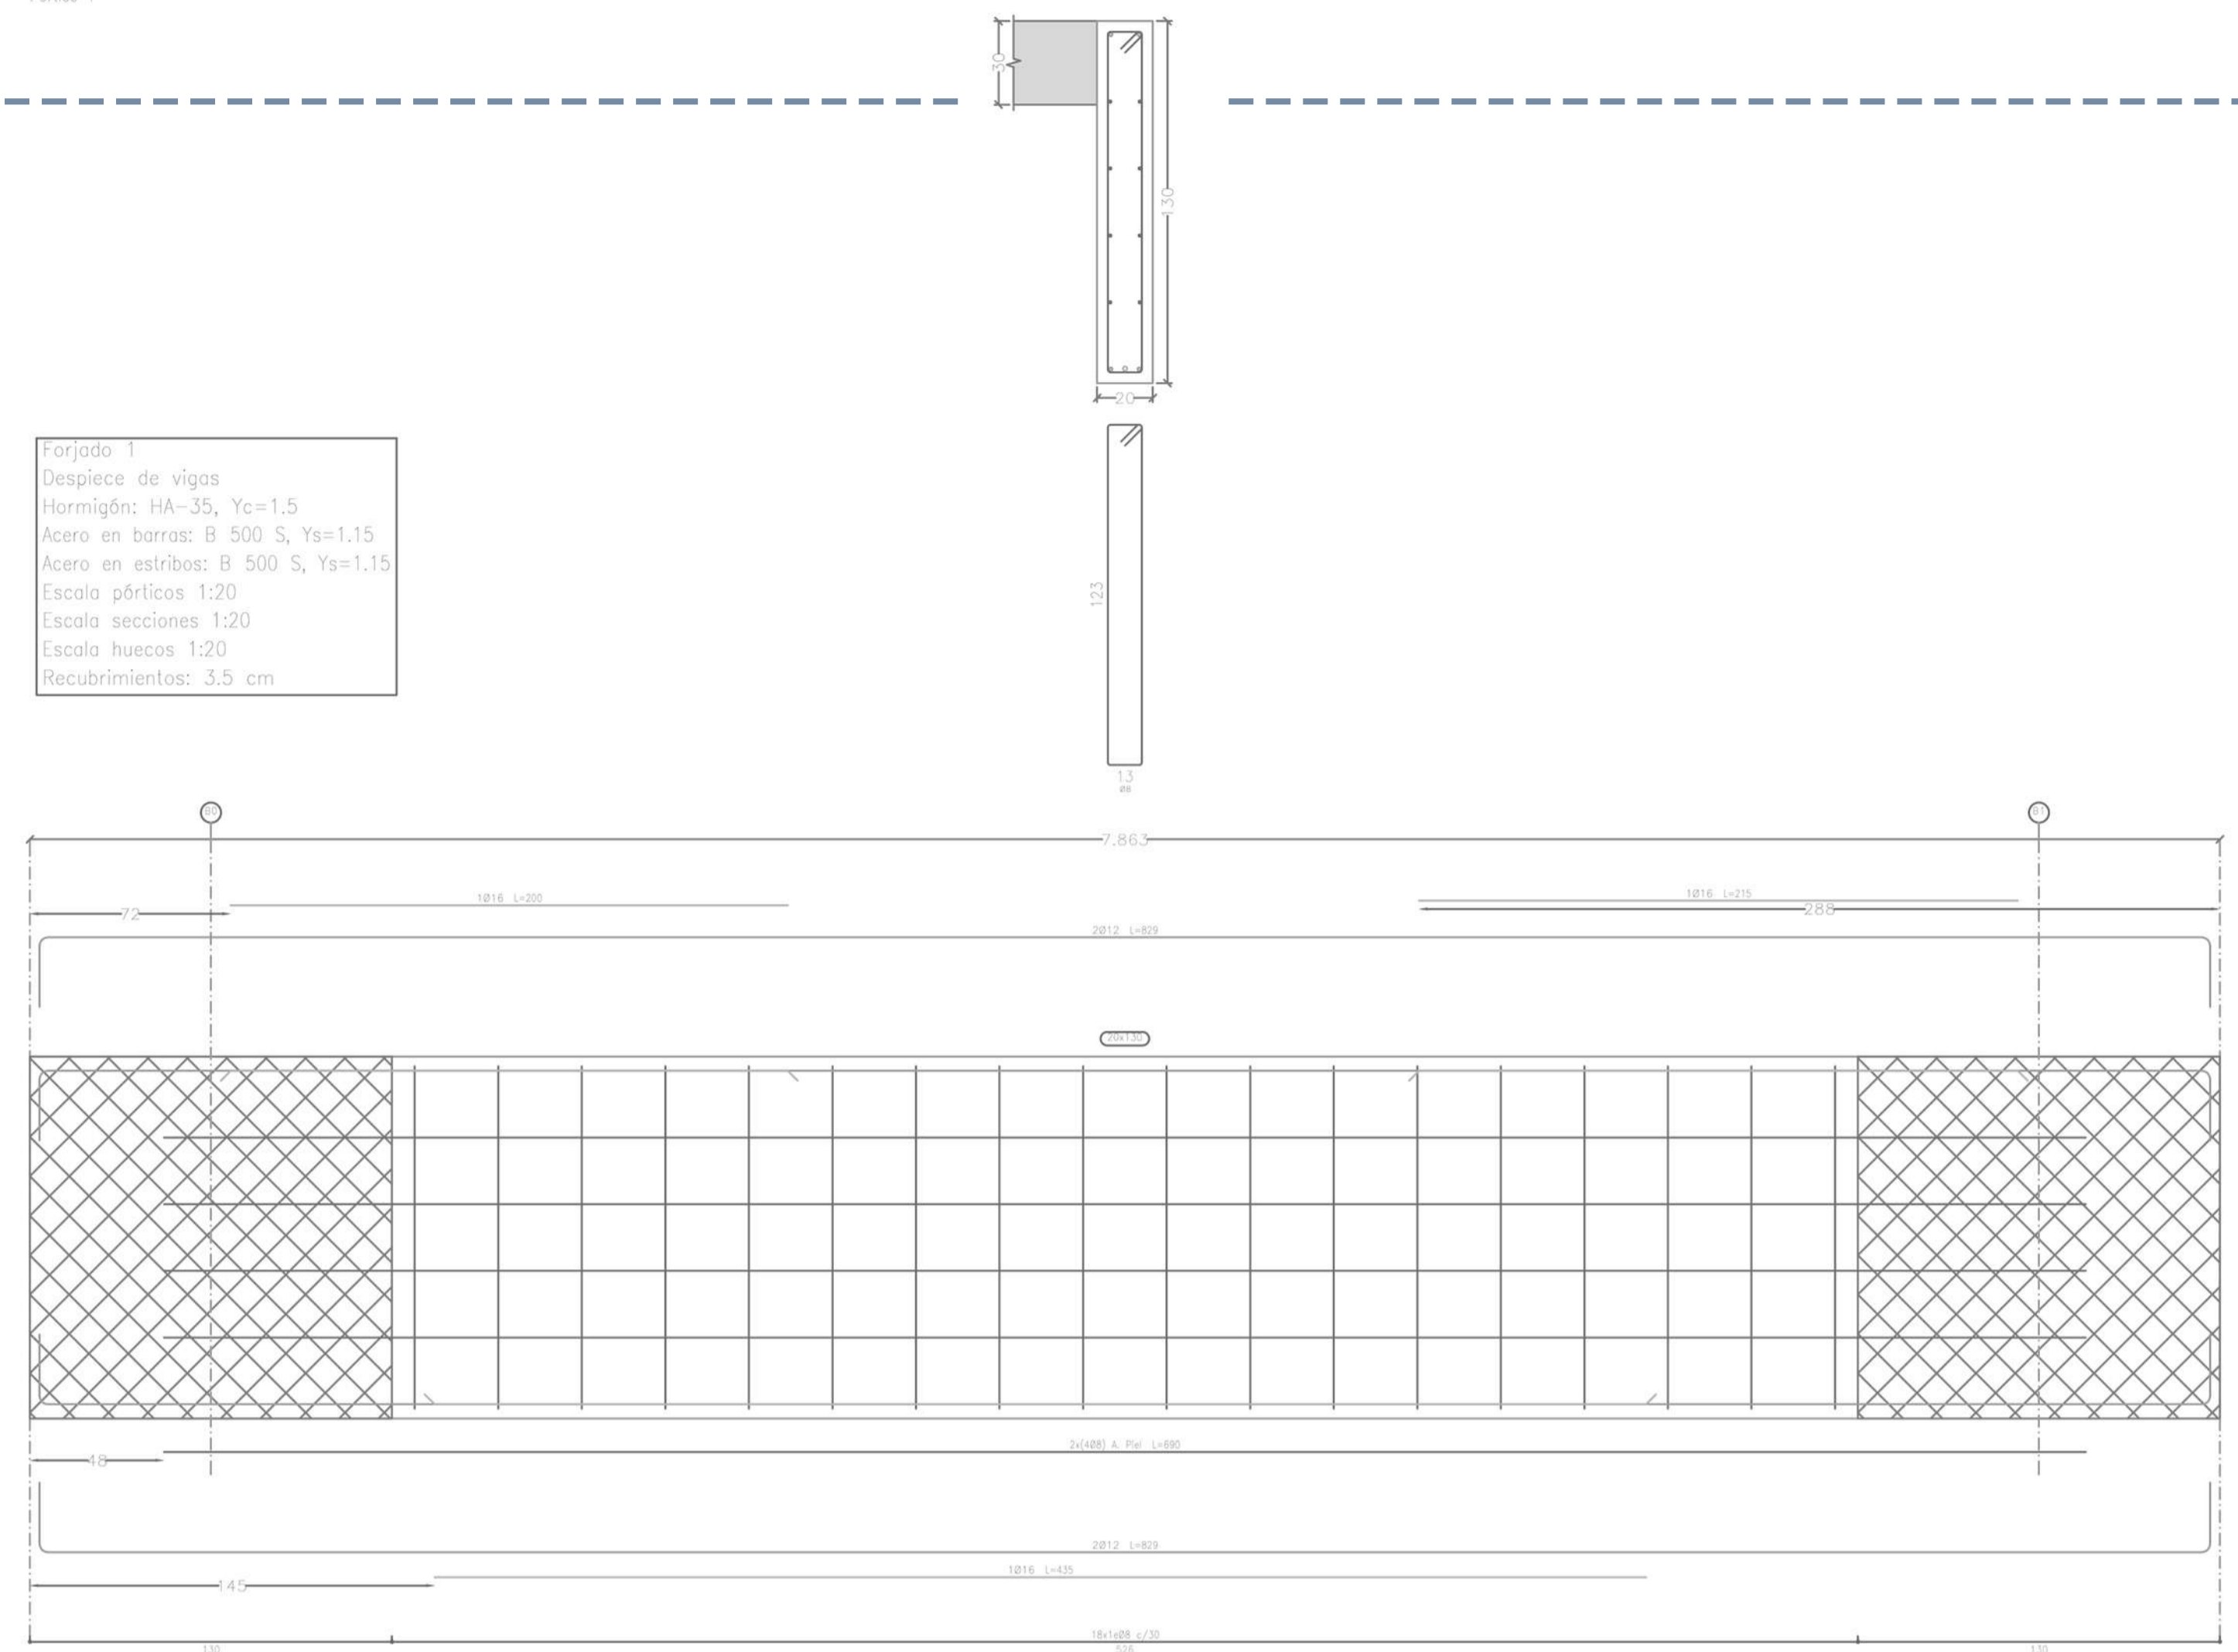 30
130
20
Forjado 1
Despiece de vigas
Hormigón: HA-35, Yc=1.5
Acero en barras: B 500 S, Ys=1.15
Acero en estribos: B 500 S, Ys=1.15
Escala pórticos 1:20
Escala secciones 1:20
Escala huecos 1:20
Recubrimientos: 3.5 cm
123
13
Ø8
B0 B1
7.863
1Ø16 L=200 1Ø16 L=215
72 288
2Ø12 L=829
20x130
2x(4Ø8) A. Piel L=690
48
2Ø12 L=829
1Ø16 L=435
145
18x1eØ8 c/30
130 526 130